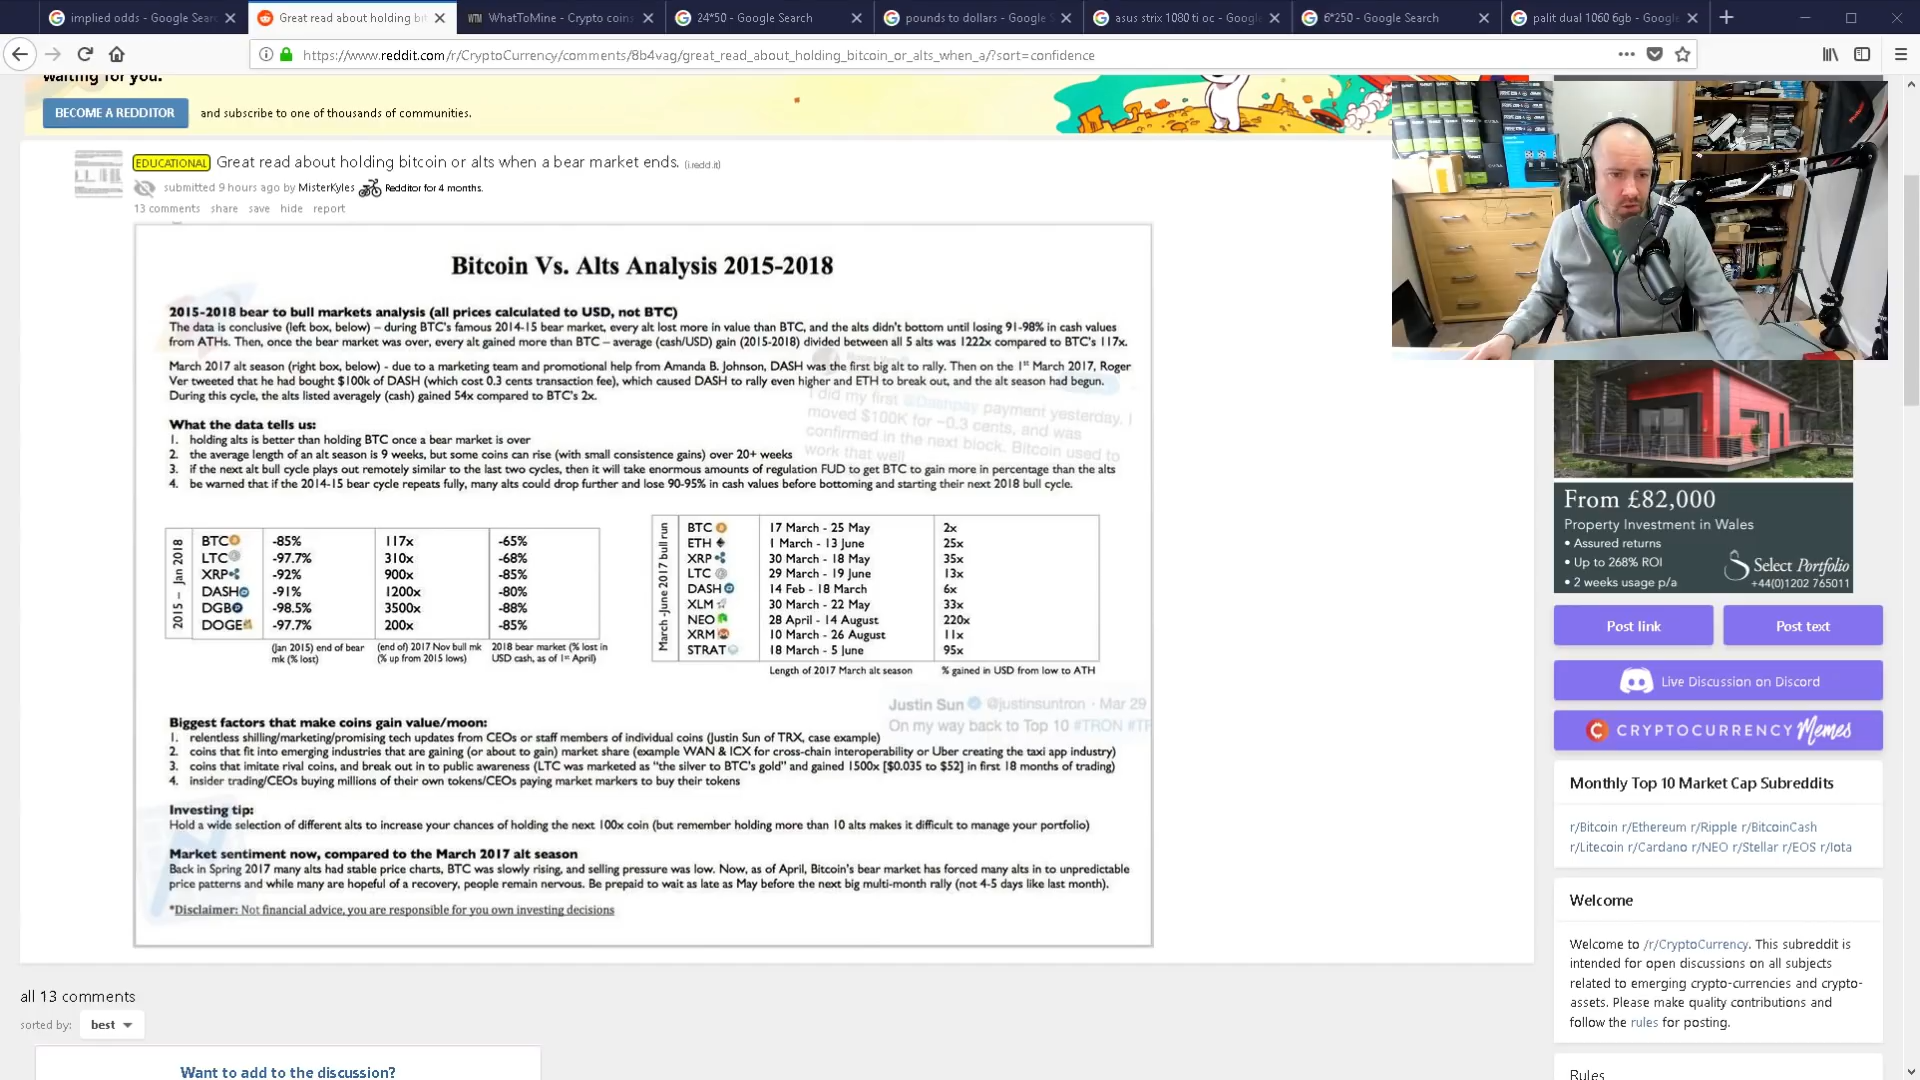 implied odds - Google Sear
Great read about holding bi
WTM WhatToMine - Crypto coins
24*50 - Google Search
pounds to dollars - Google S
asus strix 1080 ti oc - Googl
6*250 - Google Search
palit dual 1060 6gb - Googl
https://www.reddit.com/r/CryptoCurrency/comments/8b4vag/great_read_about_holding_bitcoin_or_alts_when_a/?sort=confidence
waiting for you.
BECOME A REDDITOR and subscribe to one of thousands of communities.
EDUCATIONAL Great read about holding bitcoin or alts when a bear market ends. (i.redd.it)
submitted 9 hours ago by MisterKyles Redditor for 4 months.
13 comments share save hide report
Bitcoin Vs. Alts Analysis 2015-2018
2015-2018 bear to bull markets analysis (all prices calculated to USD, not BTC)
The data is conclusive (left box, below) – during BTC's famous 2014-15 bear market, every alt lost more in value than BTC, and the alts didn't bottom until losing 91-98% in cash values
from ATHs. Then, once the bear market was over, every alt gained more than BTC – average (cash/USD) gain (2015-2018) divided between all 5 alts was 1222x compared to BTC's 117x.
March 2017 alt season (right box, below) - due to a marketing team and promotional help from Amanda B. Johnson, DASH was the first big alt to rally. Then on the 1st March 2017, Roger
Ver tweeted that he had bought $100k of DASH (which cost 0.3 cents transaction fee), which caused DASH to rally even higher and ETH to break out, and the alt season had begun.
During this cycle, the alts listed averagely (cash) gained 54x compared to BTC's 2x.
I did my first @Dashpay payment yesterday. I
moved $100K for ~0.3 cents, and was
confirmed in the next block. Bitcoin used to
work that well
What the data tells us:
1. holding alts is better than holding BTC once a bear market is over
2. the average length of an alt season is 9 weeks, but some coins can rise (with small consistence gains) over 20+ weeks
3. if the next alt bull cycle plays out remotely similar to the last two cycles, then it will take enormous amounts of regulation FUD to get BTC to gain more in percentage than the alts
4. be warned that if the 2014-15 bear cycle repeats fully, many alts could drop further and lose 90-95% in cash values before bottoming and starting their next 2018 bull cycle.
2015 – Jan 2018
BTC -85% 117x -65%
LTC -97.7% 310x -68%
XRP -92% 900x -85%
DASH -91% 1200x -80%
DGB -98.5% 3500x -88%
DOGE -97.7% 200x -85%
(Jan 2015) end of bear (end of) 2017 Nov bull mk 2018 bear market (% lost in
mk (% lost) (% up from 2015 lows) USD cash, as of 1st April)
March -June 2017 bull run
BTC 17 March - 25 May 2x
ETH 1 March - 13 June 25x
XRP 30 March - 18 May 35x
LTC 29 March - 19 June 13x
DASH 14 Feb - 18 March 6x
XLM 30 March - 22 May 33x
NEO 28 April - 14 August 220x
XRM 10 March - 26 August 11x
STRAT 18 March - 5 June 95x
Length of 2017 March alt season % gained in USD from low to ATH
Justin Sun @justinsuntron · Mar 29
On my way back to Top 10 #TRON #TR
Biggest factors that make coins gain value/moon:
1. relentless shilling/marketing/promising tech updates from CEOs or staff members of individual coins (Justin Sun of TRX, case example)
2. coins that fit into emerging industries that are gaining (or about to gain) market share (example WAN & ICX for cross-chain interoperability or Uber creating the taxi app industry)
3. coins that imitate rival coins, and break out in to public awareness (LTC was marketed as "the silver to BTC's gold" and gained 1500x [$0.035 to $52] in first 18 months of trading)
4. insider trading/CEOs buying millions of their own tokens/CEOs paying market markers to buy their tokens
Investing tip:
Hold a wide selection of different alts to increase your chances of holding the next 100x coin (but remember holding more than 10 alts makes it difficult to manage your portfolio)
Market sentiment now, compared to the March 2017 alt season
Back in Spring 2017 many alts had stable price charts, BTC was slowly rising, and selling pressure was low. Now, as of April, Bitcoin's bear market has forced many alts in to unpredictable
price patterns and while many are hopeful of a recovery, people remain nervous. Be prepaid to wait as late as May before the next big multi-month rally (not 4-5 days like last month).
*Disclaimer: Not financial advice, you are responsible for you own investing decisions
all 13 comments
sorted by: best
Want to add to the discussion?
From £82,000
Property Investment in Wales
• Assured returns
• Up to 268% ROI
• 2 weeks usage p/a
Select Portfolio
+44(0)1202 765011
Post link
Post text
Live Discussion on Discord
CRYPTOCURRENCY Memes
Monthly Top 10 Market Cap Subreddits
r/Bitcoin r/Ethereum r/Ripple r/BitcoinCash
r/Litecoin r/Cardano r/NEO r/Stellar r/EOS r/Iota
Welcome
Welcome to /r/CryptoCurrency. This subreddit is
intended for open discussions on all subjects
related to emerging crypto-currencies and crypto-
assets. Please make quality contributions and
follow the rules for posting.
Rules